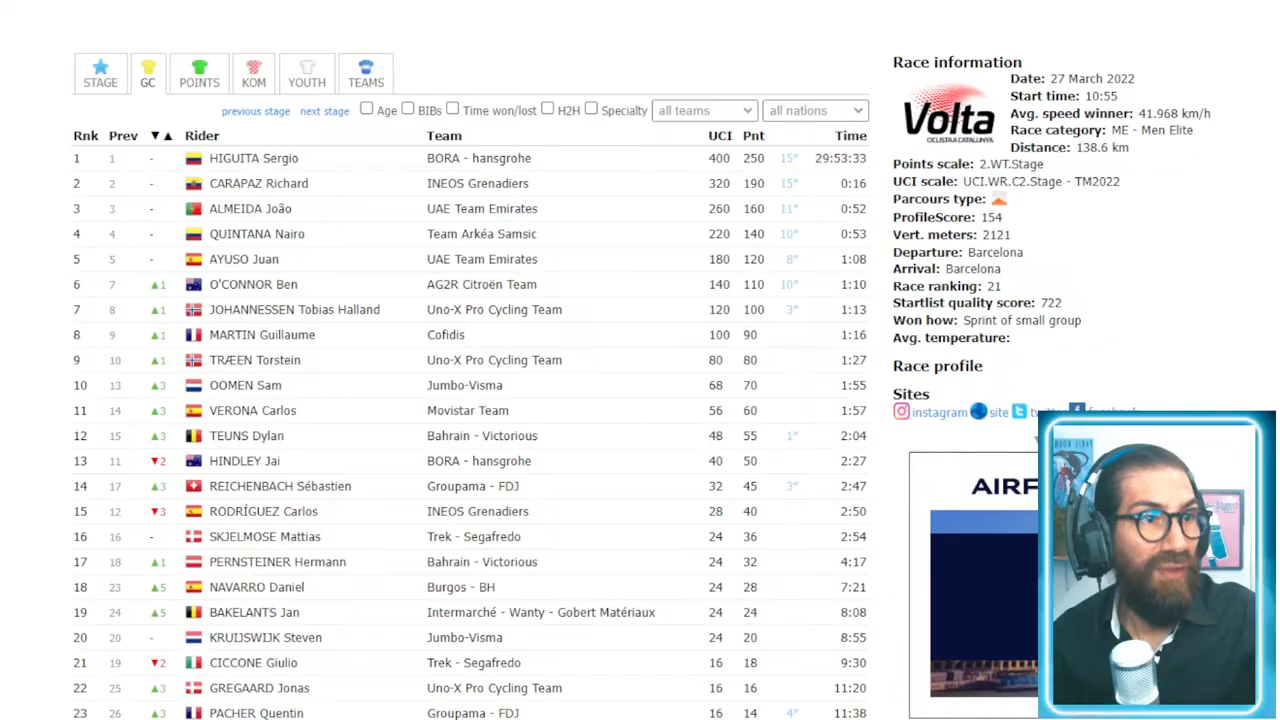 STAGE GC POINTS KOM YOUTH TEAMS
previous stage next stage Age BIBs Time won/lost H2H Specialty all teams all nations
Rnk Prev ▼▲ Rider Team UCI Pnt Time
1 1 - HIGUITA Sergio BORA - hansgrohe 400 250 15″ 29:53:33
2 2 - CARAPAZ Richard INEOS Grenadiers 320 190 15″ 0:16
3 3 - ALMEIDA João UAE Team Emirates 260 160 11″ 0:52
4 4 - QUINTANA Nairo Team Arkéa Samsic 220 140 10″ 0:53
5 5 - AYUSO Juan UAE Team Emirates 180 120 8″ 1:08
6 7 ▲1 O'CONNOR Ben AG2R Citroën Team 140 110 10″ 1:10
7 8 ▲1 JOHANNESSEN Tobias Halland Uno-X Pro Cycling Team 120 100 3″ 1:13
8 9 ▲1 MARTIN Guillaume Cofidis 100 90 1:16
9 10 ▲1 TRÆEN Torstein Uno-X Pro Cycling Team 80 80 1:27
10 13 ▲3 OOMEN Sam Jumbo-Visma 68 70 1:55
11 14 ▲3 VERONA Carlos Movistar Team 56 60 1:57
12 15 ▲3 TEUNS Dylan Bahrain - Victorious 48 55 1″ 2:04
13 11 ▼2 HINDLEY Jai BORA - hansgrohe 40 50 2:27
14 17 ▲3 REICHENBACH Sébastien Groupama - FDJ 32 45 3″ 2:47
15 12 ▼3 RODRÍGUEZ Carlos INEOS Grenadiers 28 40 2:50
16 16 - SKJELMOSE Mattias Trek - Segafredo 24 36 2:54
17 18 ▲1 PERNSTEINER Hermann Bahrain - Victorious 24 32 4:17
18 23 ▲5 NAVARRO Daniel Burgos - BH 24 28 7:21
19 24 ▲5 BAKELANTS Jan Intermarché - Wanty - Gobert Matériaux 24 24 8:08
20 20 - KRUIJSWIJK Steven Jumbo-Visma 24 20 8:55
21 19 ▼2 CICCONE Giulio Trek - Segafredo 16 18 9:30
22 25 ▲3 GREGAARD Jonas Uno-X Pro Cycling Team 16 16 11:20
23 26 ▲3 PACHER Quentin Groupama - FDJ 16 14 4″ 11:38
Race information
Volta
CICLISTA A CATALUNYA
Date: 27 March 2022
Start time: 10:55
Avg. speed winner: 41.968 km/h
Race category: ME - Men Elite
Distance: 138.6 km
Points scale: 2.WT.Stage
UCI scale: UCI.WR.C2.Stage - TM2022
Parcours type:
ProfileScore: 154
Vert. meters: 2121
Departure: Barcelona
Arrival: Barcelona
Race ranking: 21
Startlist quality score: 722
Won how: Sprint of small group
Avg. temperature:
Race profile
Sites
instagram site
AIRF